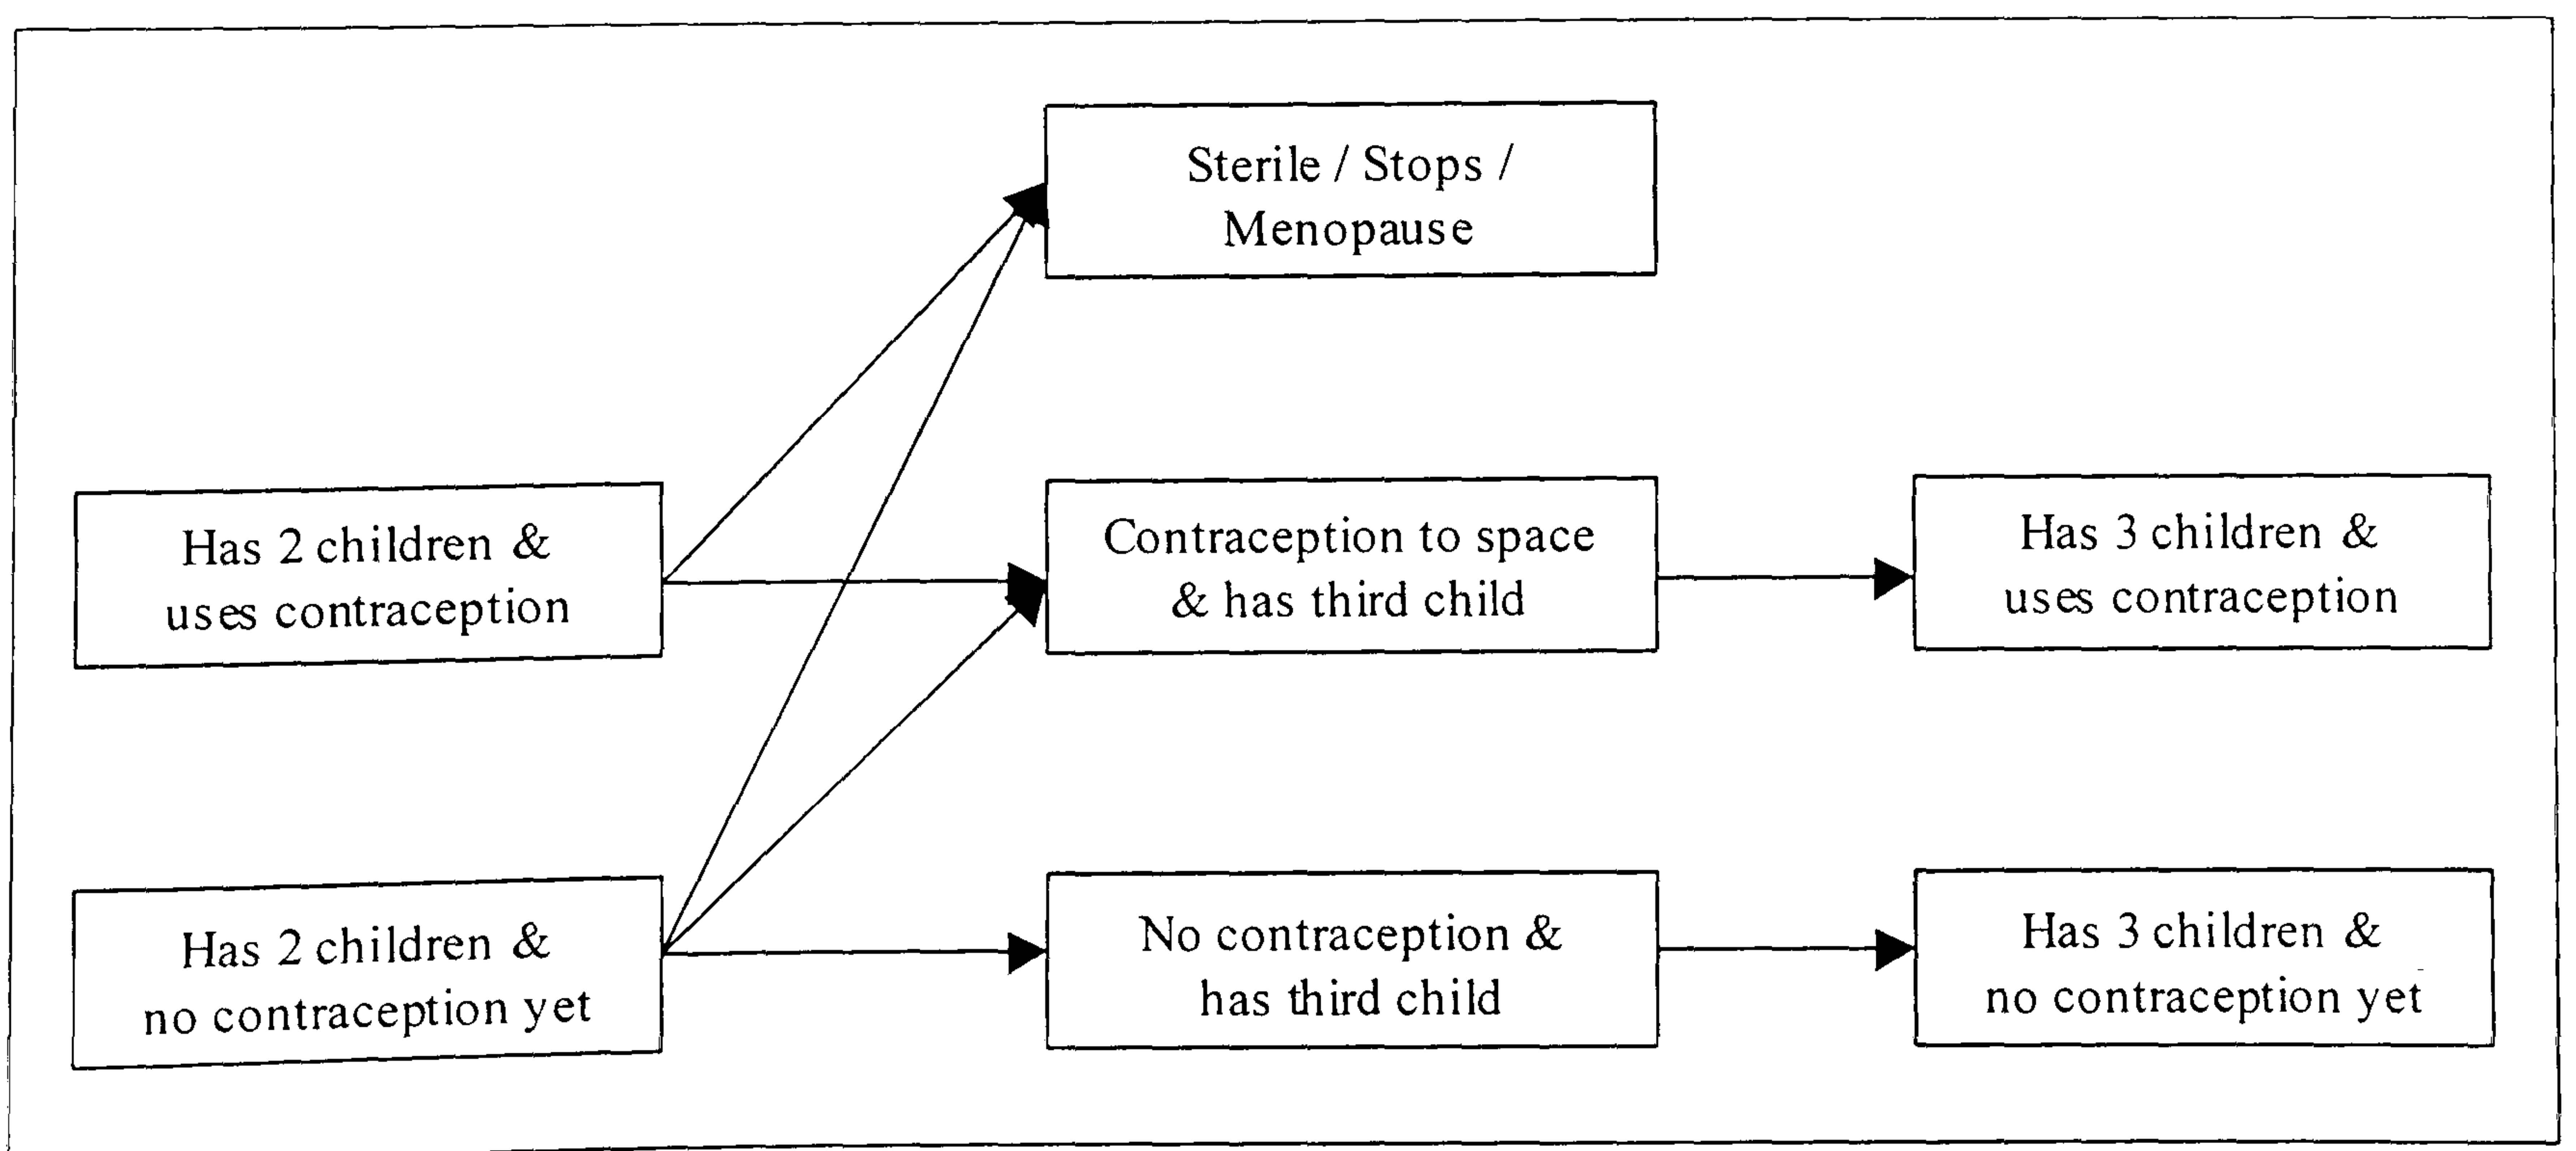 Sterile / Stops /
Menopause
Has 2 children &
uses contraception
Contraception to space
& has third child
Has 3 children &
uses contraception
Has 2 children &
no contraception yet
No contraception &
has third child
Has 3 children &
no contraception yet